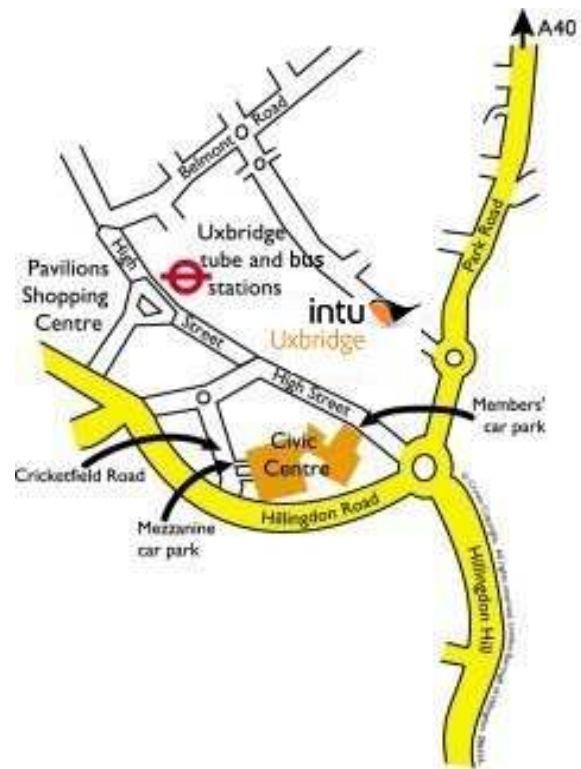 A40
Belmont Road
High Street
Uxbridge
tube and bus
stations
Pavilions
Shopping
Centre
Park Road
intu
Uxbridge
High Street
Members'
car park
Civic
Centre
Cricketfield Road
Mezzanine
car park
Hillingdon Road
Hillingdon Hill